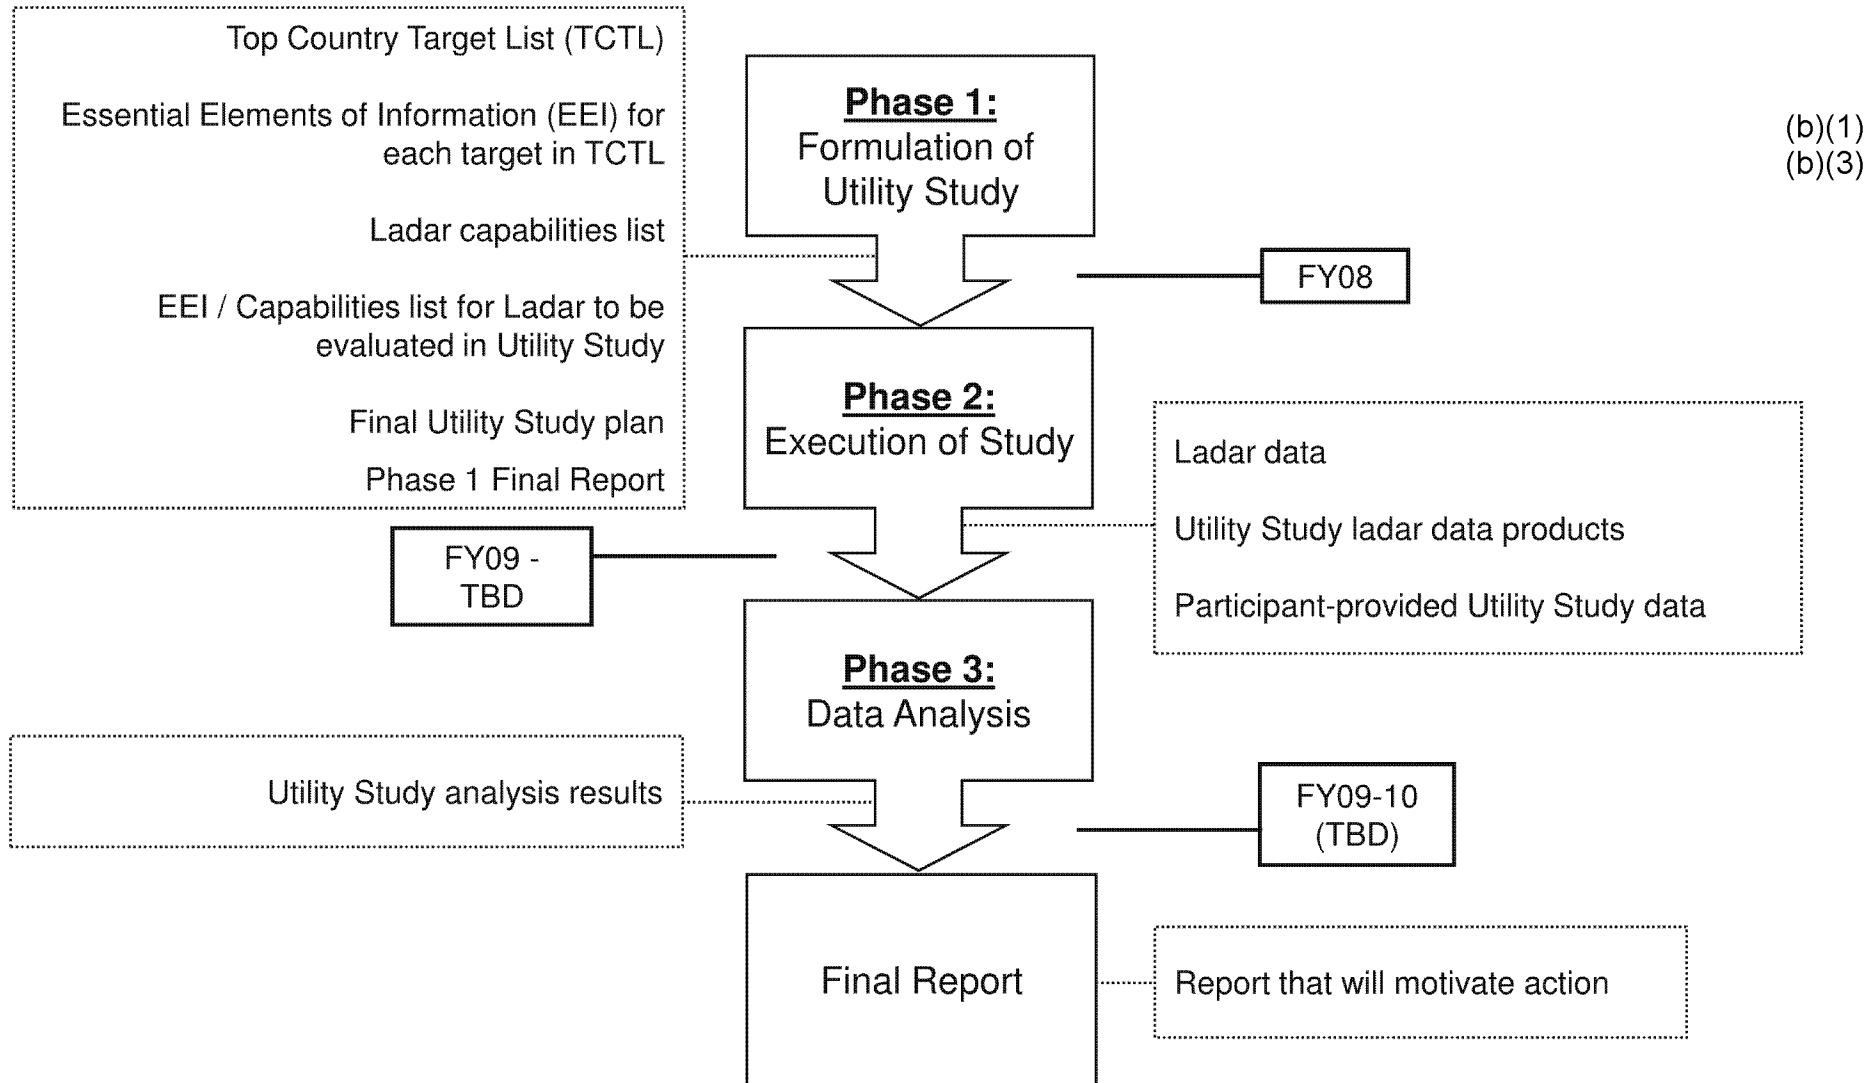 Top Country Target List (TCTL)
Essential Elements of Information (EEI) for
each target in TCTL
Ladar capabilities list
EEI / Capabilities list for Ladar to be
evaluated in Utility Study
Final Utility Study plan
Phase 1 Final Report
Phase 1:
Formulation of
Utility Study
(b)(1)
(b)(3)
FY08
Phase 2:
Execution of Study
Ladar data
Utility Study ladar data products
Participant-provided Utility Study data
FY09 -
TBD
Phase 3:
Data Analysis
Utility Study analysis results
FY09-10
(TBD)
Final Report
Report that will motivate action